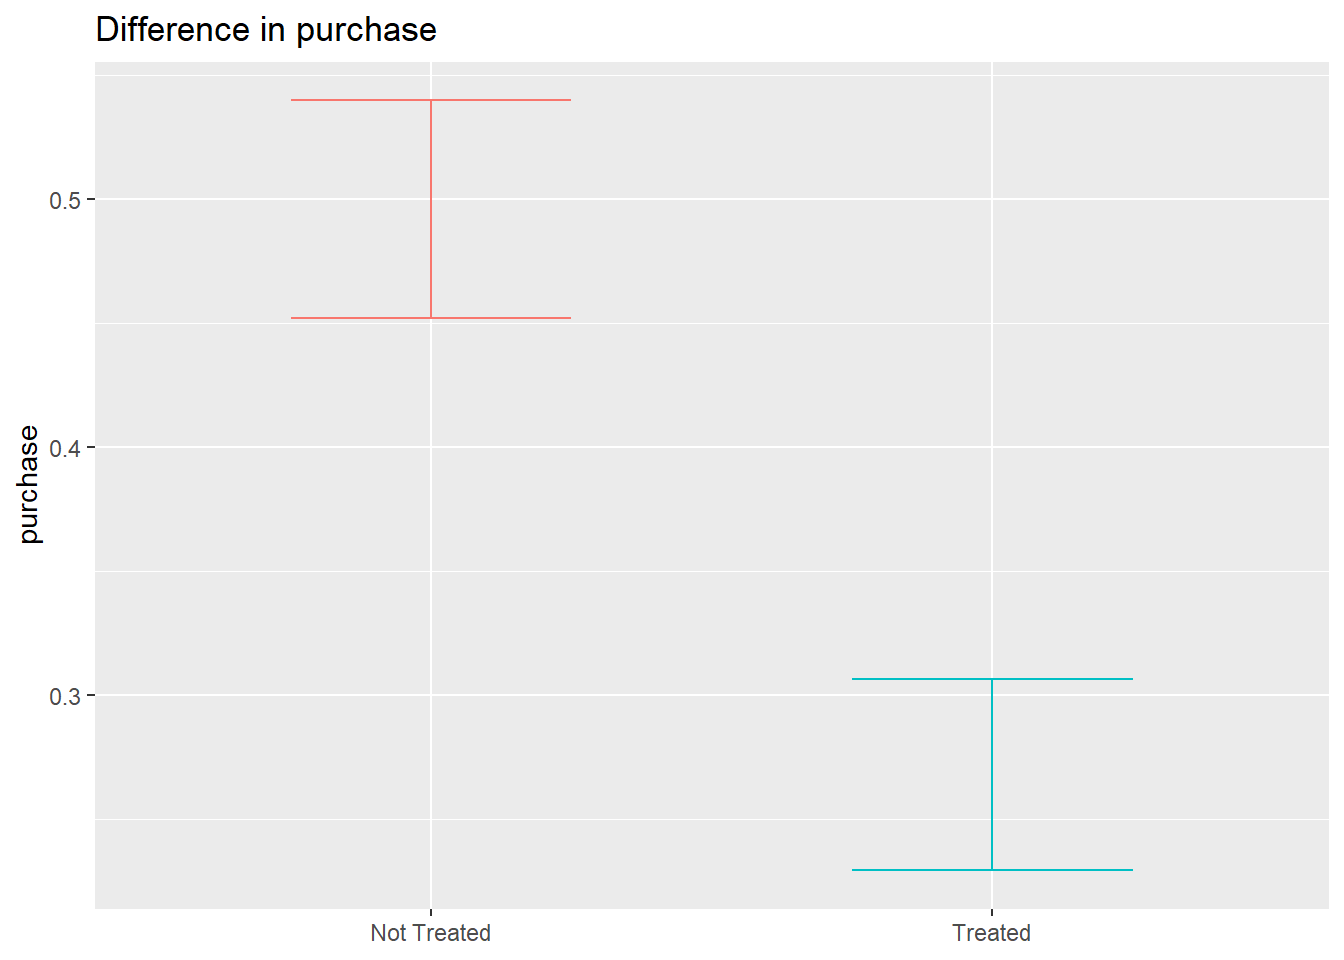 Difference in purchase
purchase
0.5
0.4
0.3
Not Treated
Treated